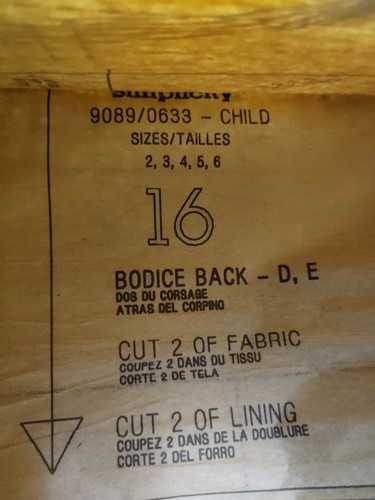 simplicity
9089/0633 - CHILD
SIZES/TAILLES
2, 3, 4, 5, 6
16
BODICE BACK - D, E
DOS DU CORSAGE
ATRAS DEL CORPINO
CUT 2 OF FABRIC
COUPEZ 2 DANS DU TISSU
CORTE 2 DE TELA
CUT 2 OF LINING
COUPEZ 2 DANS DE LA DOUBLURE
CORTE 2 DEL FORRO